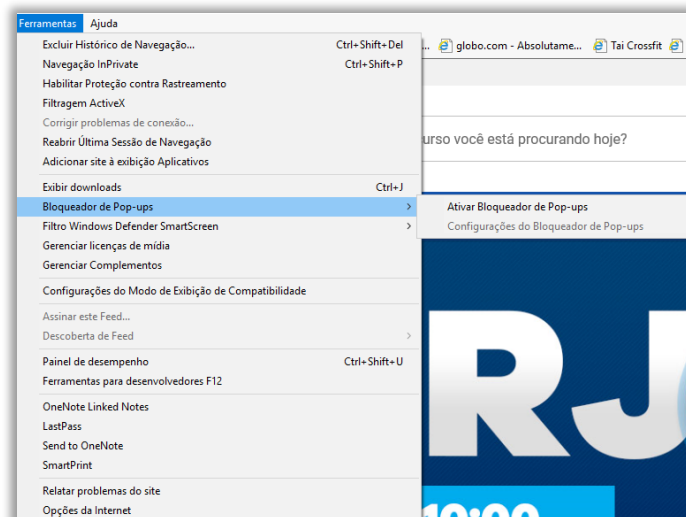 Ferramentas Ajuda
Excluir Histórico de Navegação... Ctrl+Shift+Del
... globo.com - Absolutame... Tai Crossfit
Navegação InPrivate Ctrl+Shift+P
Habilitar Proteção contra Rastreamento
Filtragem ActiveX
Corrigir problemas de conexão...
Reabrir Última Sessão de Navegação
urso você está procurando hoje?
Adicionar site à exibição Aplicativos
Exibir downloads Ctrl+J
Bloqueador de Pop-ups
Ativar Bloqueador de Pop-ups
Filtro Windows Defender SmartScreen
Configurações do Bloqueador de Pop-ups
Gerenciar licenças de mídia
Gerenciar Complementos
Configurações do Modo de Exibição de Compatibilidade
Assinar este Feed...
Descoberta de Feed
Painel de desempenho Ctrl+Shift+U
Ferramentas para desenvolvedores F12
RJ
OneNote Linked Notes
LastPass
Send to OneNote
SmartPrint
Relatar problemas do site
Opções da Internet